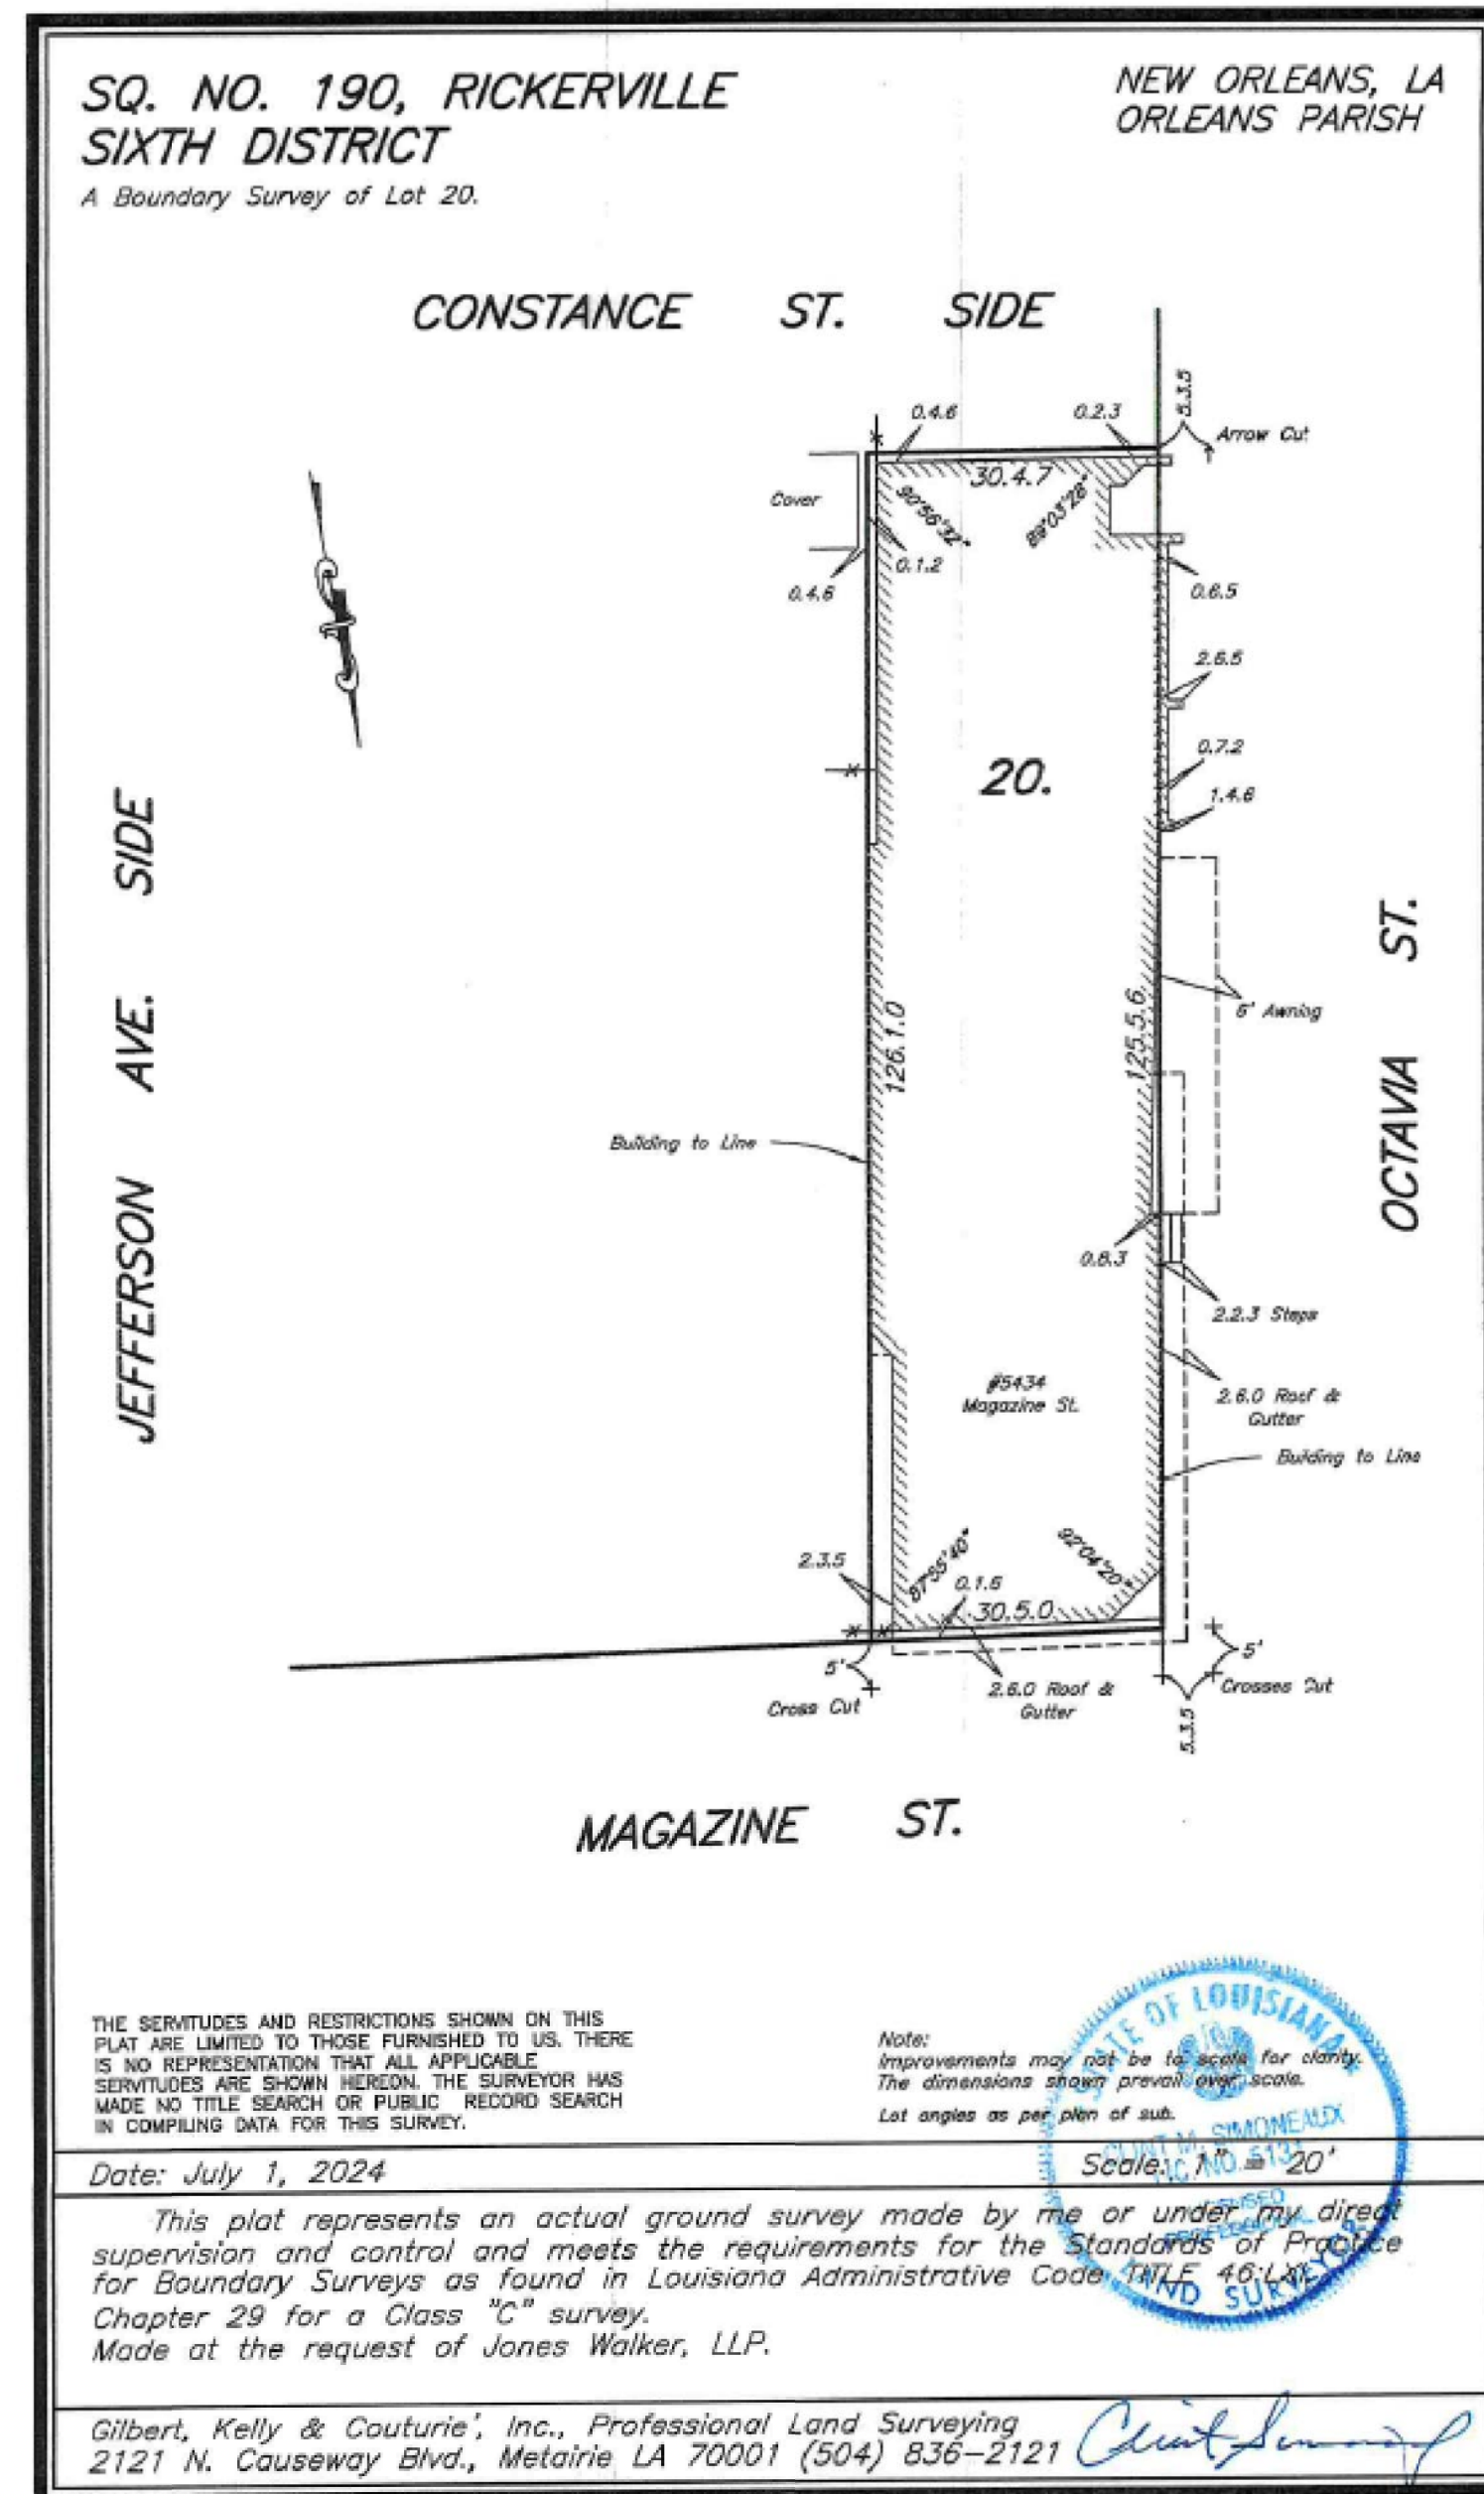 SQ. NO. 190, RICKERVILLE
SIXTH DISTRICT
A Boundary Survey of Lot 20.
NEW ORLEANS, LA
ORLEANS PARISH
CONSTANCE ST. SIDE
5.3.5
Arrow Cut
0.4.6
0.2.3
30.4.7
Cover
90°56'32"
89°03'28"
0.1.2
0.4.6
0.6.5
2.6.5
20.
0.7.2
1.4.6
JEFFERSON AVE. SIDE
OCTAVIA ST.
126.1.0
125.5.6
6' Awning
Building to Line
0.8.3
2.2.3 Steps
#5434
Magazine St.
2.6.0 Roof &
Gutter
Building to Line
2.3.5
87°55'40"
92°04'20"
0.1.6
30.5.0
5'
5'
Cross Cut
2.6.0 Roof &
Gutter
Crosses Cut
5.3.5
MAGAZINE ST.
THE SERVITUDES AND RESTRICTIONS SHOWN ON THIS
PLAT ARE LIMITED TO THOSE FURNISHED TO US. THERE
IS NO REPRESENTATION THAT ALL APPLICABLE
SERVITUDES ARE SHOWN HEREON. THE SURVEYOR HAS
MADE NO TITLE SEARCH OR PUBLIC RECORD SEARCH
IN COMPILING DATA FOR THIS SURVEY.
Note:
Improvements may not be to scale for clarity.
The dimensions shown prevail over scale.
Lot angles as per plan of sub.
STATE OF LOUISIANA
CLINT M. SIMONEAUX
LAND SURVEYOR
Date: July 1, 2024
Scale: 1" = 20'
This plat represents an actual ground survey made by me or under my direct
supervision and control and meets the requirements for the Standards of Practice
for Boundary Surveys as found in Louisiana Administrative Code TITLE 46:LXI,
Chapter 29 for a Class "C" survey.
Made at the request of Jones Walker, LLP.
Gilbert, Kelly & Couturie', Inc., Professional Land Surveying
2121 N. Causeway Blvd., Metairie LA 70001 (504) 836-2121